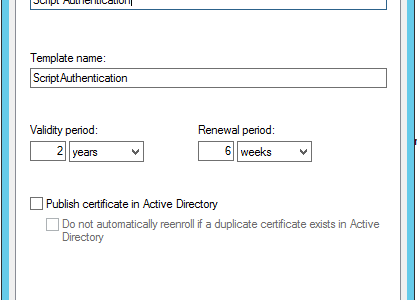 Script Authentication
Template name:
ScriptAuthentication
Validity period:
Renewal period:
2 years
6 weeks
Publish certificate in Active Directory
Do not automatically reenroll if a duplicate certificate exists in Active
Directory